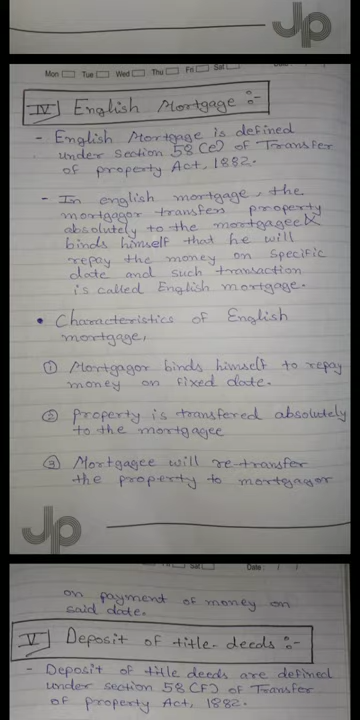 JP
Mon Tue Wed Thu Fri Sat
IV English Mortgage :-
- English Mortgage is defined
under section 58(e) of Transfer
of property Act, 1882.
- In english mortgage, the
mortgagor transfers property
absolutely to the mortgagee &
binds himself that he will
repay the money on specific
date and such transaction
is called English mortgage.
• Characteristics of English
mortgage,
① Mortgagor binds himself to repay
money on fixed date.
② Property is transfered absolutely
to the mortgagee
③ Mortgagee will re-transfer
the property to mortgagor
JP
Fri Sat Date : / /
on payment of money on
said date.
V Deposit of title-deeds :-
- Deposit of title deeds are defined
under section 58(F) of Transfer
of property Act, 1882.